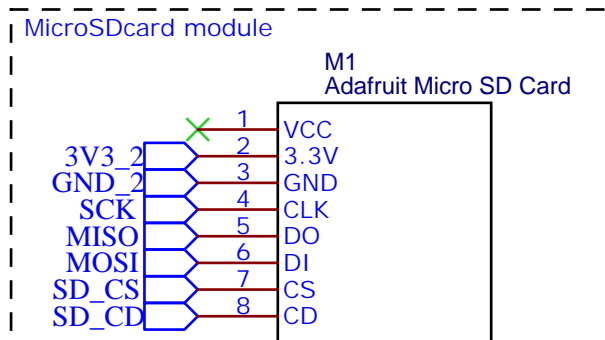 MicroSDcard module
M1
Adafruit Micro SD Card
1 VCC
3V3_2 2 3.3V
GND_2 3 GND
SCK 4 CLK
MISO 5 DO
MOSI 6 DI
SD_CS 7 CS
SD_CD 8 CD